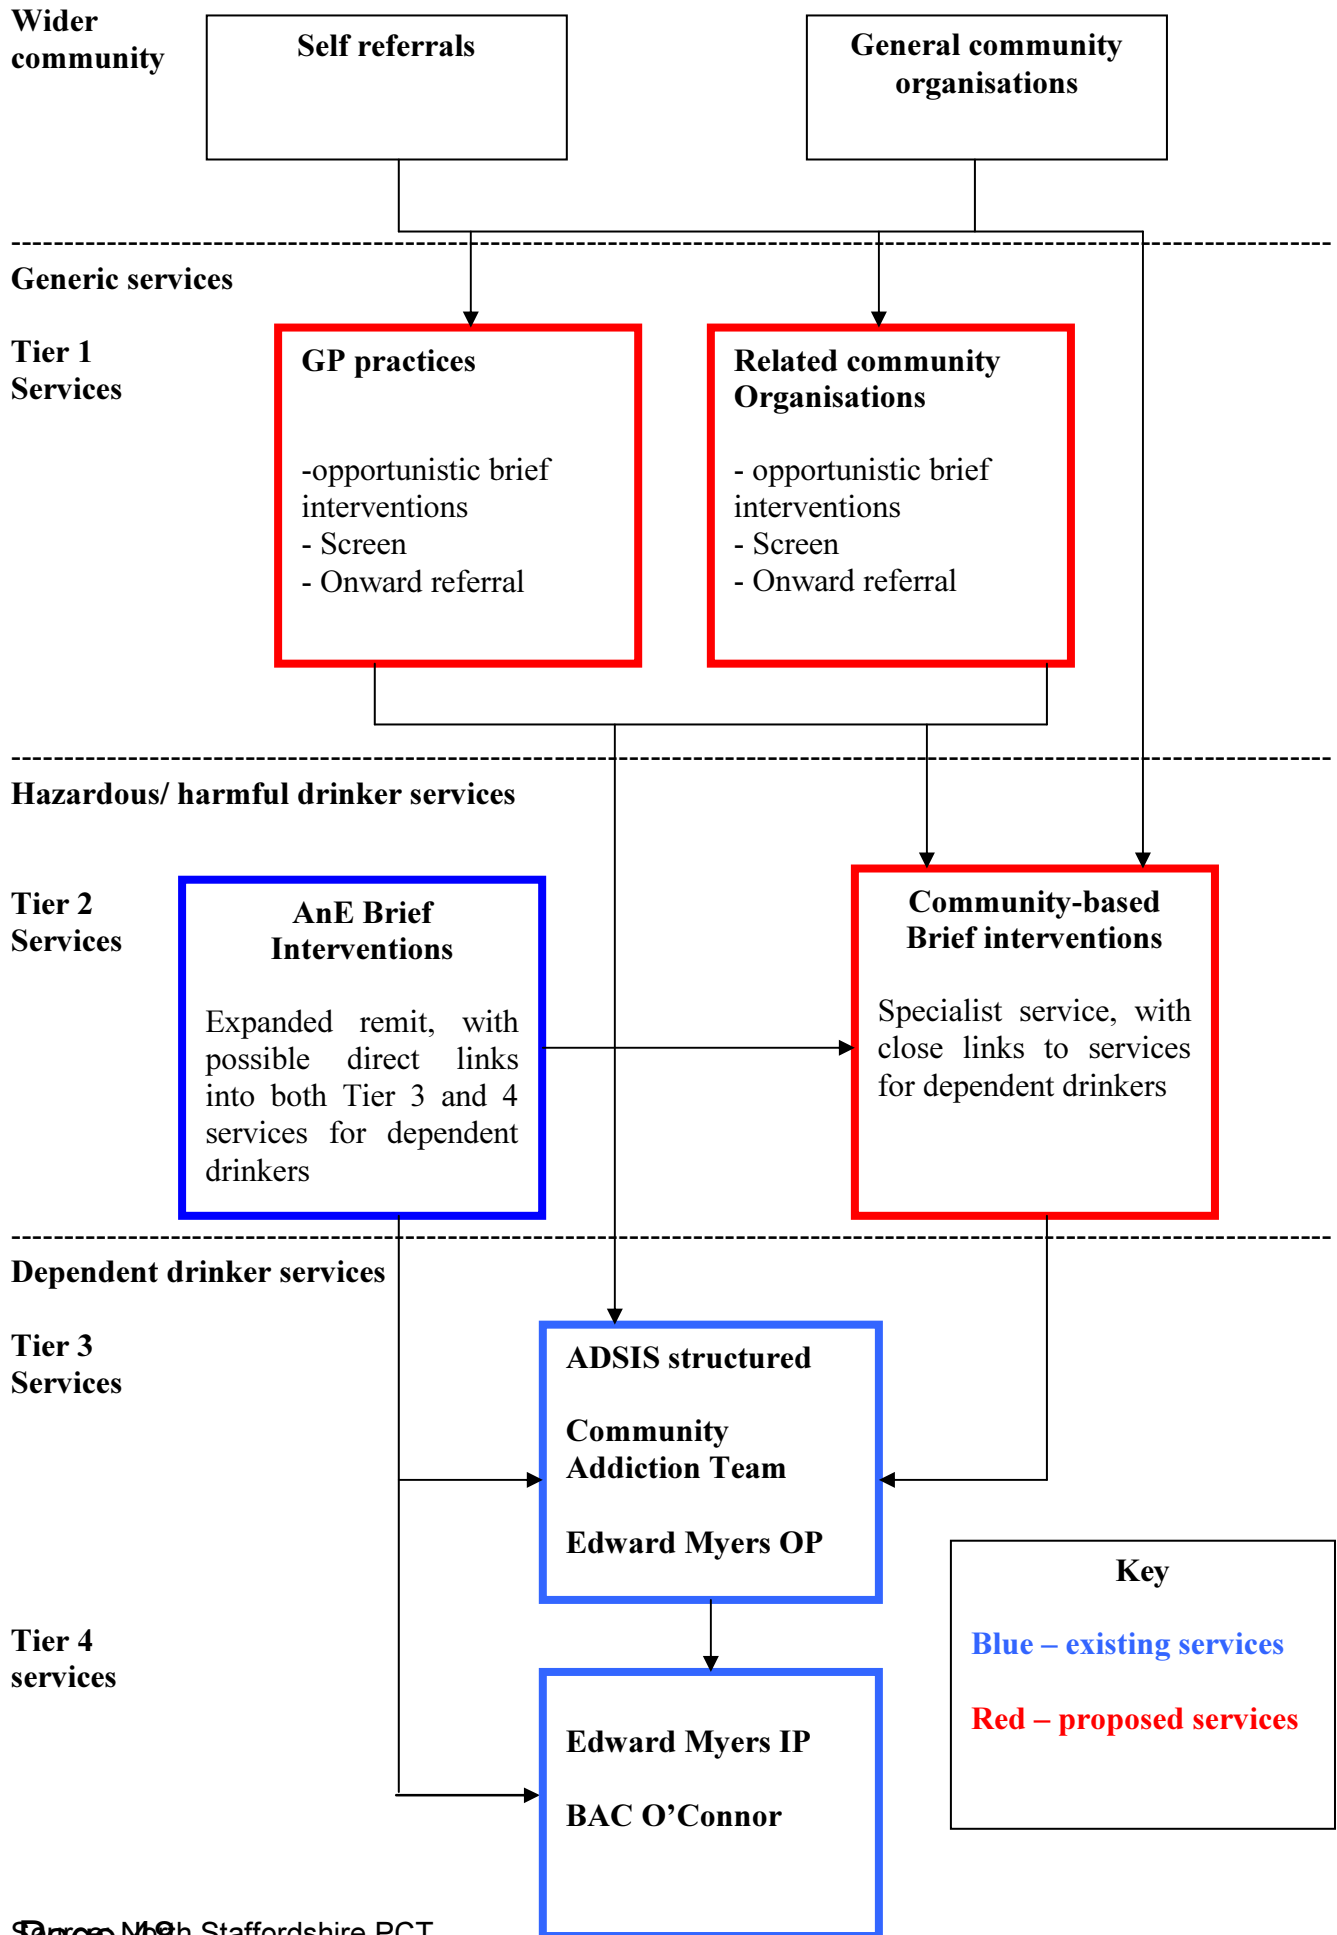 Wider
community
Self referrals
General community
organisations
Generic services
Tier 1
Services
GP practices
-opportunistic brief
interventions
- Screen
- Onward referral
Related community
Organisations
- opportunistic brief
interventions
- Screen
- Onward referral
Hazardous/ harmful drinker services
Tier 2
Services
AnE Brief
Interventions
Expanded remit, with
possible direct links
into both Tier 3 and 4
services for dependent
drinkers
Community-based
Brief interventions
Specialist service, with
close links to services
for dependent drinkers
Dependent drinker services
Tier 3
Services
ADSIS structured
Community
Addiction Team
Edward Myers OP
Tier 4
services
Edward Myers IP
BAC O’Connor
Key
Blue – existing services
Red – proposed services
North Staffordshire PCT